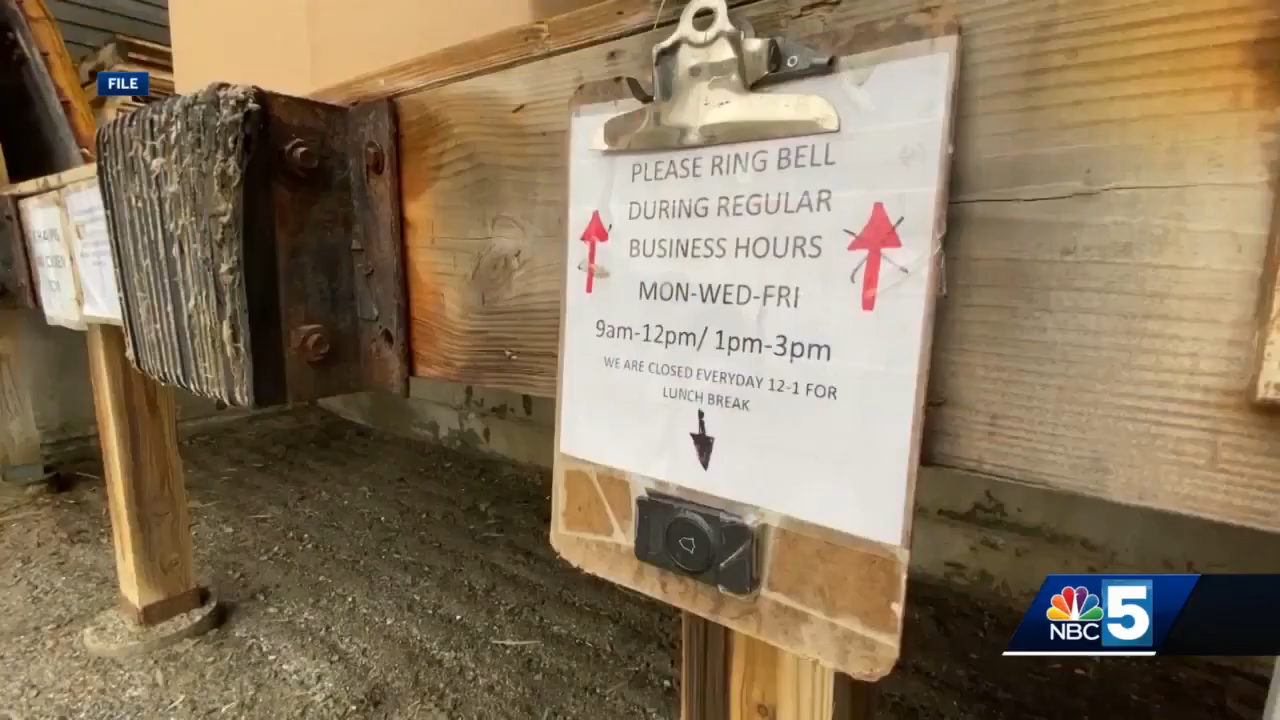 FILE
PLEASE RING BELL
DURING REGULAR
BUSINESS HOURS
MON-WED-FRI
9am-12pm/ 1pm-3pm
WE ARE CLOSED EVERYDAY 12-1 FOR
LUNCH BREAK
NBC 5